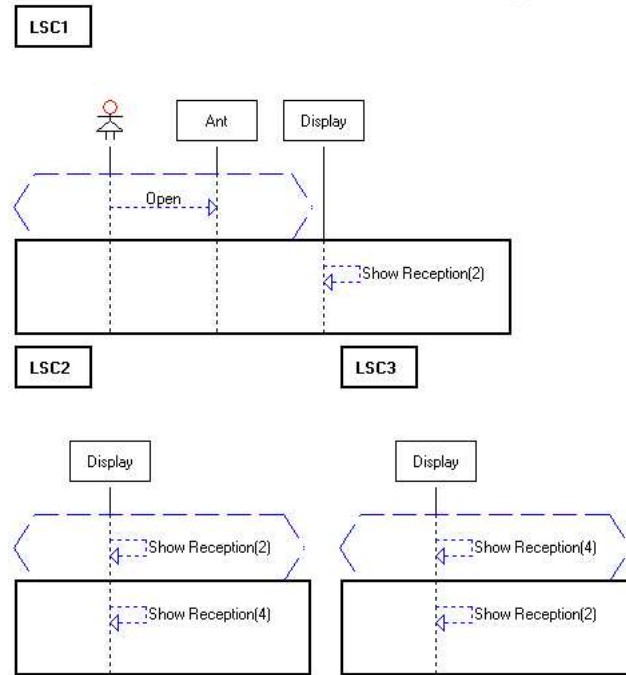 LSC1
Ant
Display
Open
Show Reception(2)
LSC2
LSC3
Display
Display
Show Reception(2)
Show Reception(4)
Show Reception(4)
Show Reception(2)